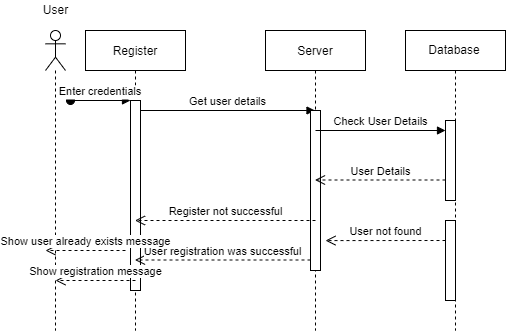 User
Register
Server
Database
Enter credentials
Get user details
Check User Details
User Details
Register not successful
User not found
Show user already exists message
User registration was successful
Show registration message